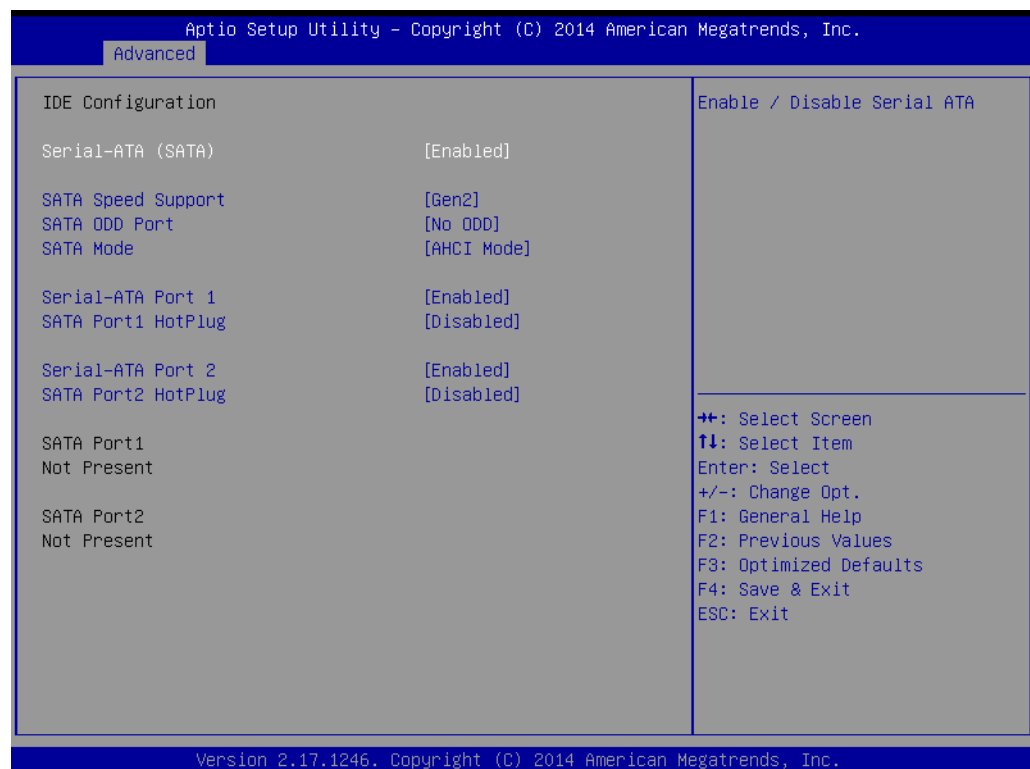 Aptio Setup Utility – Copyright (C) 2014 American Megatrends, Inc.
Advanced
IDE Configuration
Serial-ATA (SATA) [Enabled]
SATA Speed Support [Gen2]
SATA ODD Port [No ODD]
SATA Mode [AHCI Mode]
Serial-ATA Port 1 [Enabled]
SATA Port1 HotPlug [Disabled]
Serial-ATA Port 2 [Enabled]
SATA Port2 HotPlug [Disabled]
SATA Port1
Not Present
SATA Port2
Not Present
Enable / Disable Serial ATA
→←: Select Screen
↑↓: Select Item
Enter: Select
+/-: Change Opt.
F1: General Help
F2: Previous Values
F3: Optimized Defaults
F4: Save & Exit
ESC: Exit
Version 2.17.1246. Copyright (C) 2014 American Megatrends, Inc.